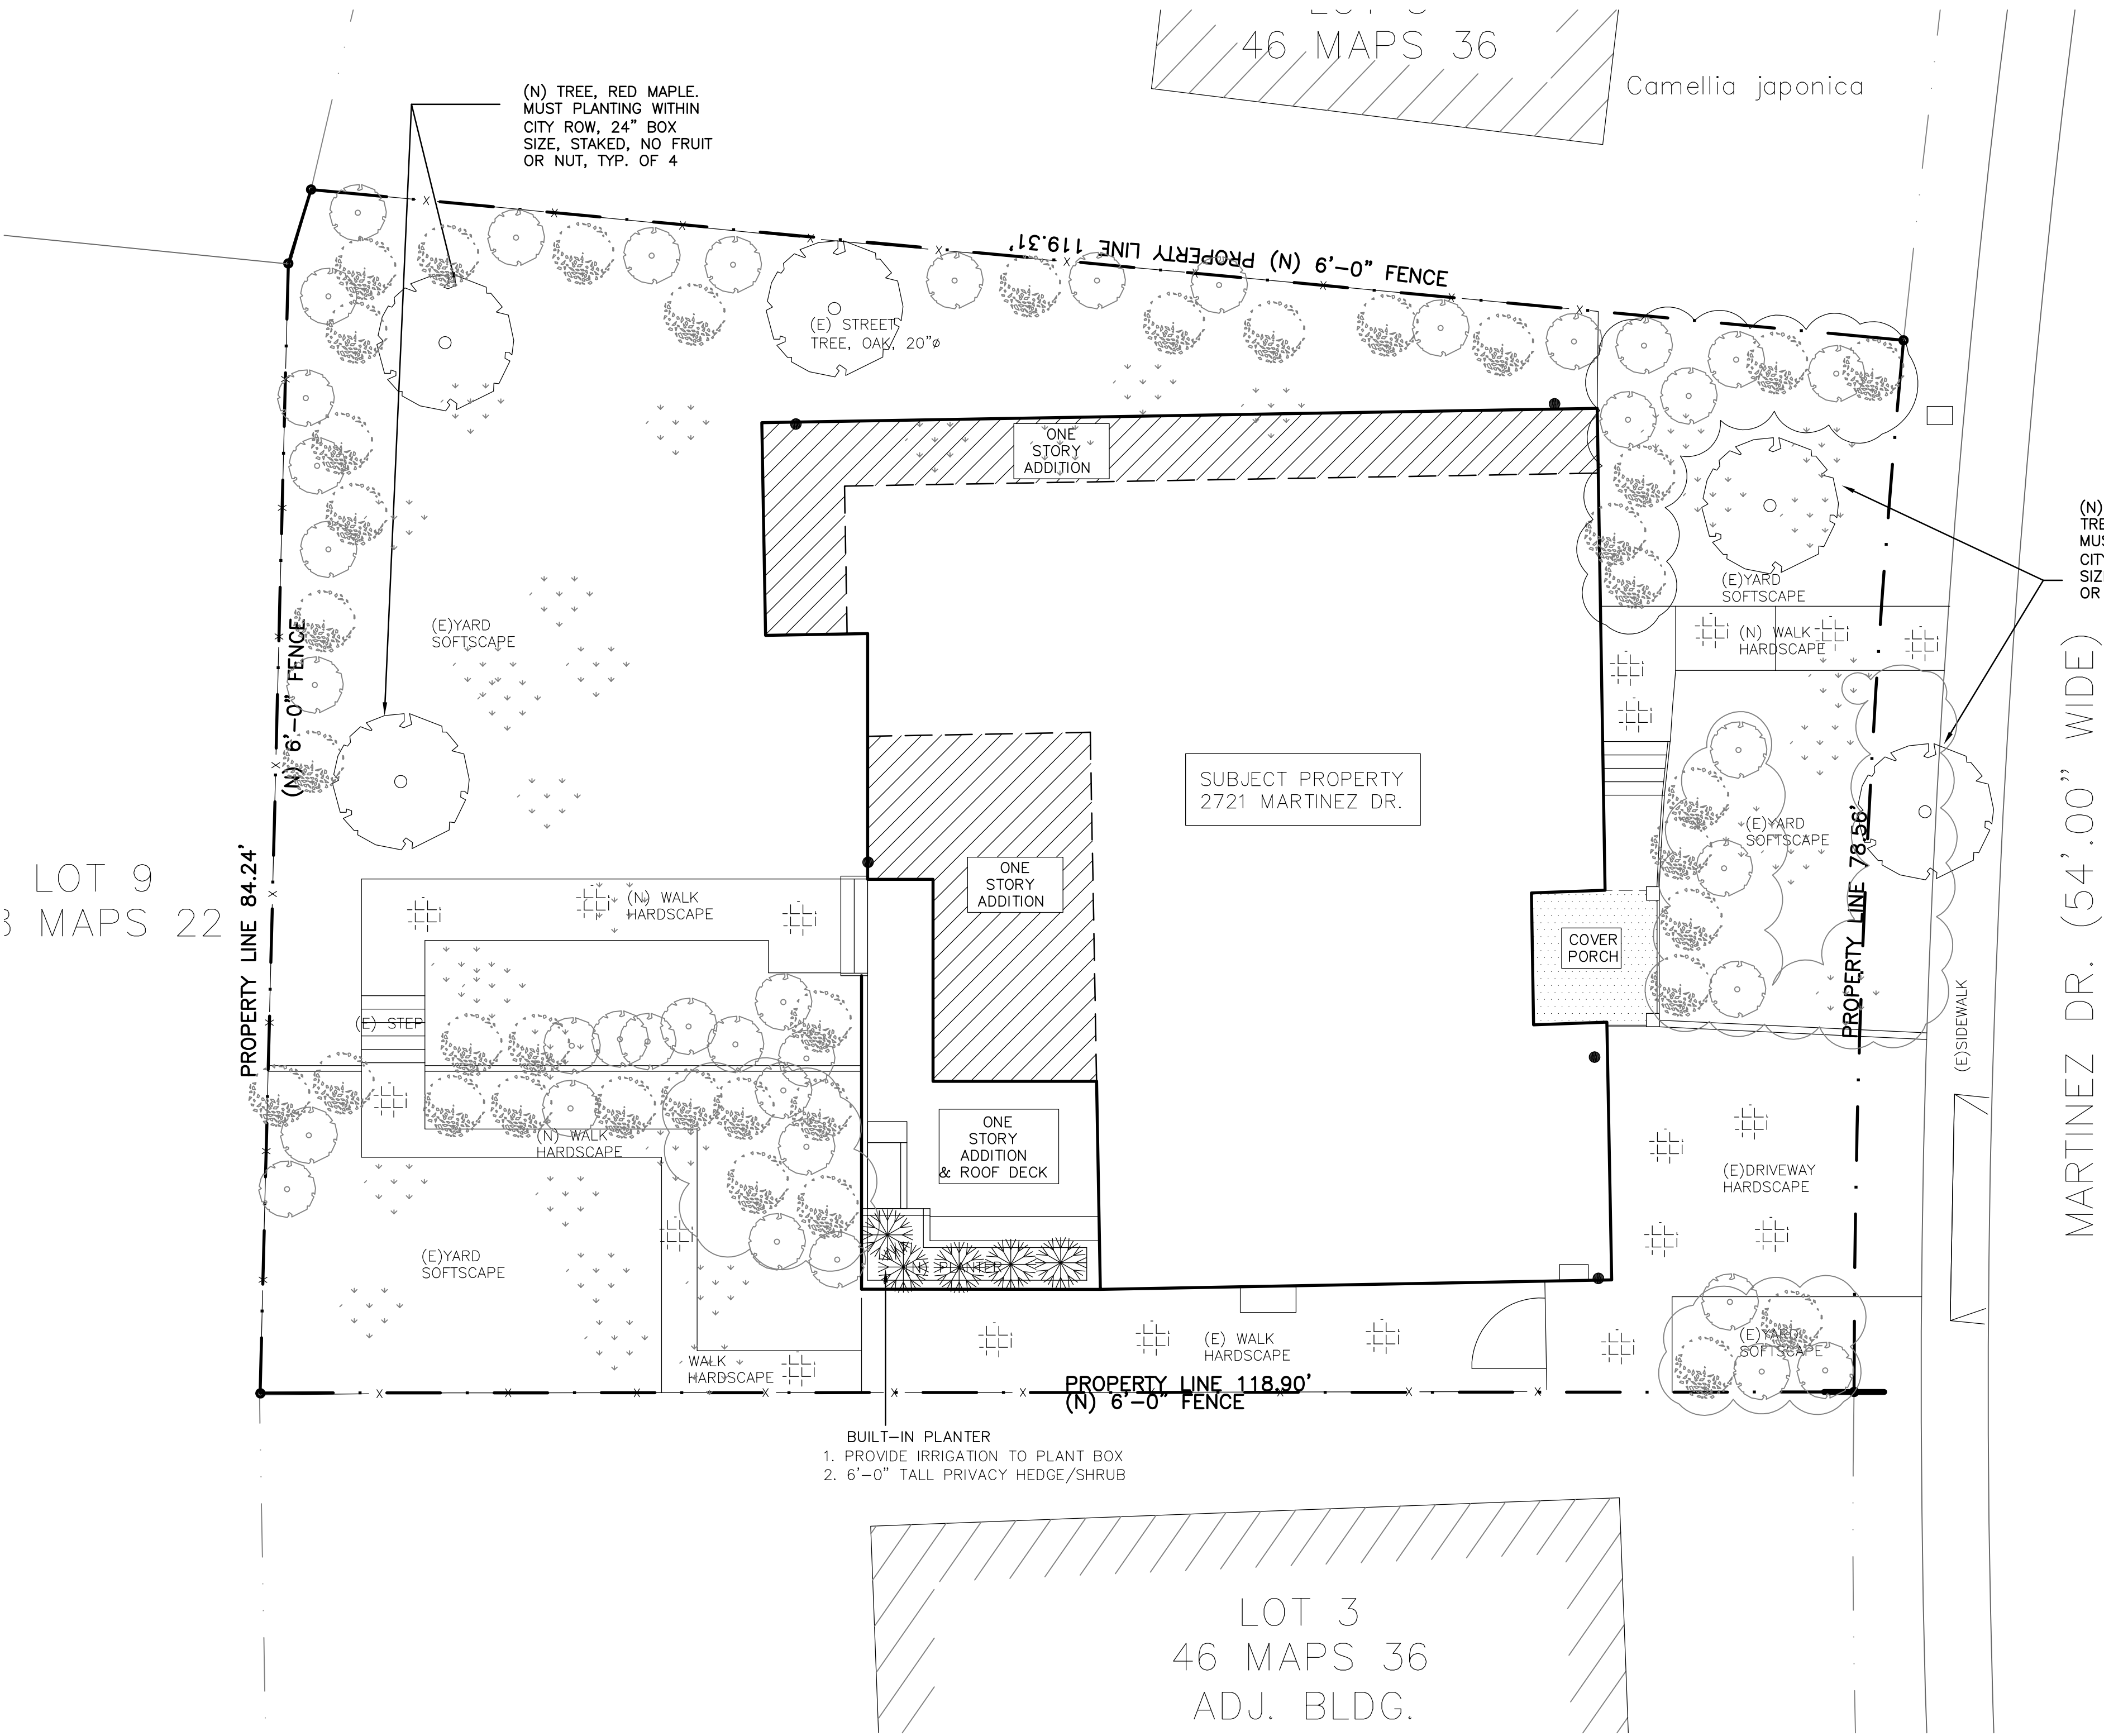 46 MAPS 36
Camellia japonica
(N) TREE, RED MAPLE.
MUST PLANTING WITHIN
CITY ROW, 24" BOX
SIZE, STAKED, NO FRUIT
OR NUT, TYP. OF 4
PROPERTY LINE 119.31'
(N) 6'-0" FENCE
(E) STREET
TREE, OAK, 20"ø
ONE
STORY
ADDITION
(N)
CITY
OR
(E)YARD
SOFTSCAPE
(N) WALK
HARDSCAPE
(E)YARD
SOFTSCAPE
(N) 6'-0" FENCE
SUBJECT PROPERTY
2721 MARTINEZ DR.
(E)YARD
SOFTSCAPE
PROPERTY LINE 78.56'
MARTINEZ DR. (54'.00'' WIDE)
LOT 9
MAPS 22
PROPERTY LINE 84.24'
(N) WALK
HARDSCAPE
ONE
STORY
ADDITION
COVER
PORCH
(E) STEP
(E)SIDEWALK
(N) WALK
HARDSCAPE
ONE
STORY
ADDITION
& ROOF DECK
(E)DRIVEWAY
HARDSCAPE
(E)YARD
SOFTSCAPE
(N) PLANTER
(E) WALK
HARDSCAPE
(E)YARD
SOFTSCAPE
WALK
HARDSCAPE
PROPERTY LINE 118.90'
(N) 6'-0" FENCE
BUILT-IN PLANTER
1. PROVIDE IRRIGATION TO PLANT BOX
2. 6'-0" TALL PRIVACY HEDGE/SHRUB
LOT 3
46 MAPS 36
ADJ. BLDG.